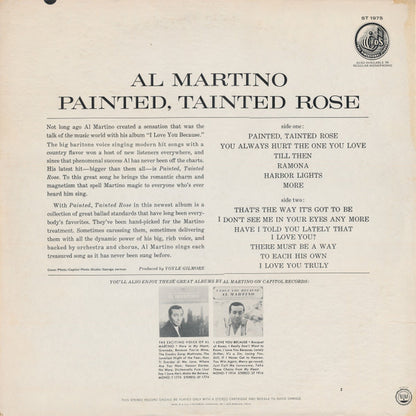 ST 1975
ALSO AVAILABLE IN
REGULAR MONOPHONIC
AL MARTINO
PAINTED, TAINTED ROSE
Not long ago Al Martino created a sensation that was the
talk of the music world with his album "I Love You Because."
The big baritone voice singing modern hit songs with a
country flavor won a host of new listeners everywhere, and
since that phenomenal success Al has never been off the charts.
His latest hit—bigger than them all—is Painted, Tainted
Rose. To this great song he brings the romantic charm and
magnetism that spell Martino magic to everyone who's ever
heard him sing.
With Painted, Tainted Rose in this newest album is a
collection of great ballad standards that have long been every-
body's favorites. They've been hand-picked for the Martino
treatment. Sometimes caressing them, sometimes delivering
them with all the dynamic power of his big, rich voice, and
backed by orchestra and chorus, Al Martino sings each
treasured song as it has never been sung before.
Produced by VOYLE GILMORE
side one:
PAINTED, TAINTED ROSE
YOU ALWAYS HURT THE ONE YOU LOVE
TILL THEN
RAMONA
HARBOR LIGHTS
MORE
side two:
THAT'S THE WAY IT'S GOT TO BE
I DON'T SEE ME IN YOUR EYES ANY MORE
HAVE I TOLD YOU LATELY THAT
I LOVE YOU?
THERE MUST BE A WAY
TO EACH HIS OWN
I LOVE YOU TRULY
YOU'LL ALSO ENJOY THESE GREAT ALBUMS BY AL MARTINO ON CAPITOL RECORDS:
I LOVE YOU BECAUSE
AL MARTINO
THE EXCITING VOICE OF AL
MARTINO
I LOVE YOU BECAUSE